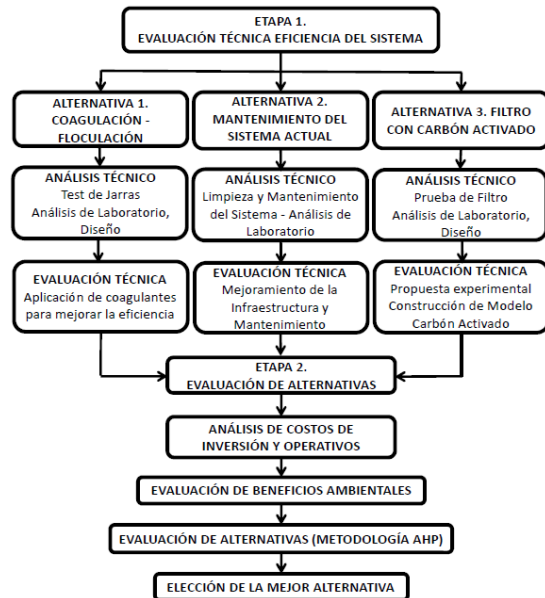 ETAPA 1.
EVALUACIÓN TÉCNICA EFICIENCIA DEL SISTEMA
ALTERNATIVA 1.
COAGULACIÓN -
FLOCULACIÓN
ALTERNATIVA 2.
MANTENIMIENTO DEL
SISTEMA ACTUAL
ALTERNATIVA 3. FILTRO
CON CARBÓN ACTIVADO
ANÁLISIS TÉCNICO
Test de Jarras
Análisis de Laboratorio,
Diseño
ANÁLISIS TÉCNICO
Limpieza y Mantenimiento
del Sistema - Análisis de
Laboratorio
ANÁLISIS TÉCNICO
Prueba de Filtro
Análisis de Laboratorio,
Diseño
EVALUACIÓN TÉCNICA
Aplicación de coagulantes
para mejorar la eficiencia
EVALUACIÓN TÉCNICA
Mejoramiento de la
Infraestructura y
Mantenimiento
EVALUACIÓN TÉCNICA
Propuesta experimental
Construcción de Modelo
Carbón Activado
ETAPA 2.
EVALUACIÓN DE ALTERNATIVAS
ANÁLISIS DE COSTOS DE
INVERSIÓN Y OPERATIVOS
EVALUACIÓN DE BENEFICIOS AMBIENTALES
EVALUACIÓN DE ALTERNATIVAS (METODOLOGÍA AHP)
ELECCIÓN DE LA MEJOR ALTERNATIVA